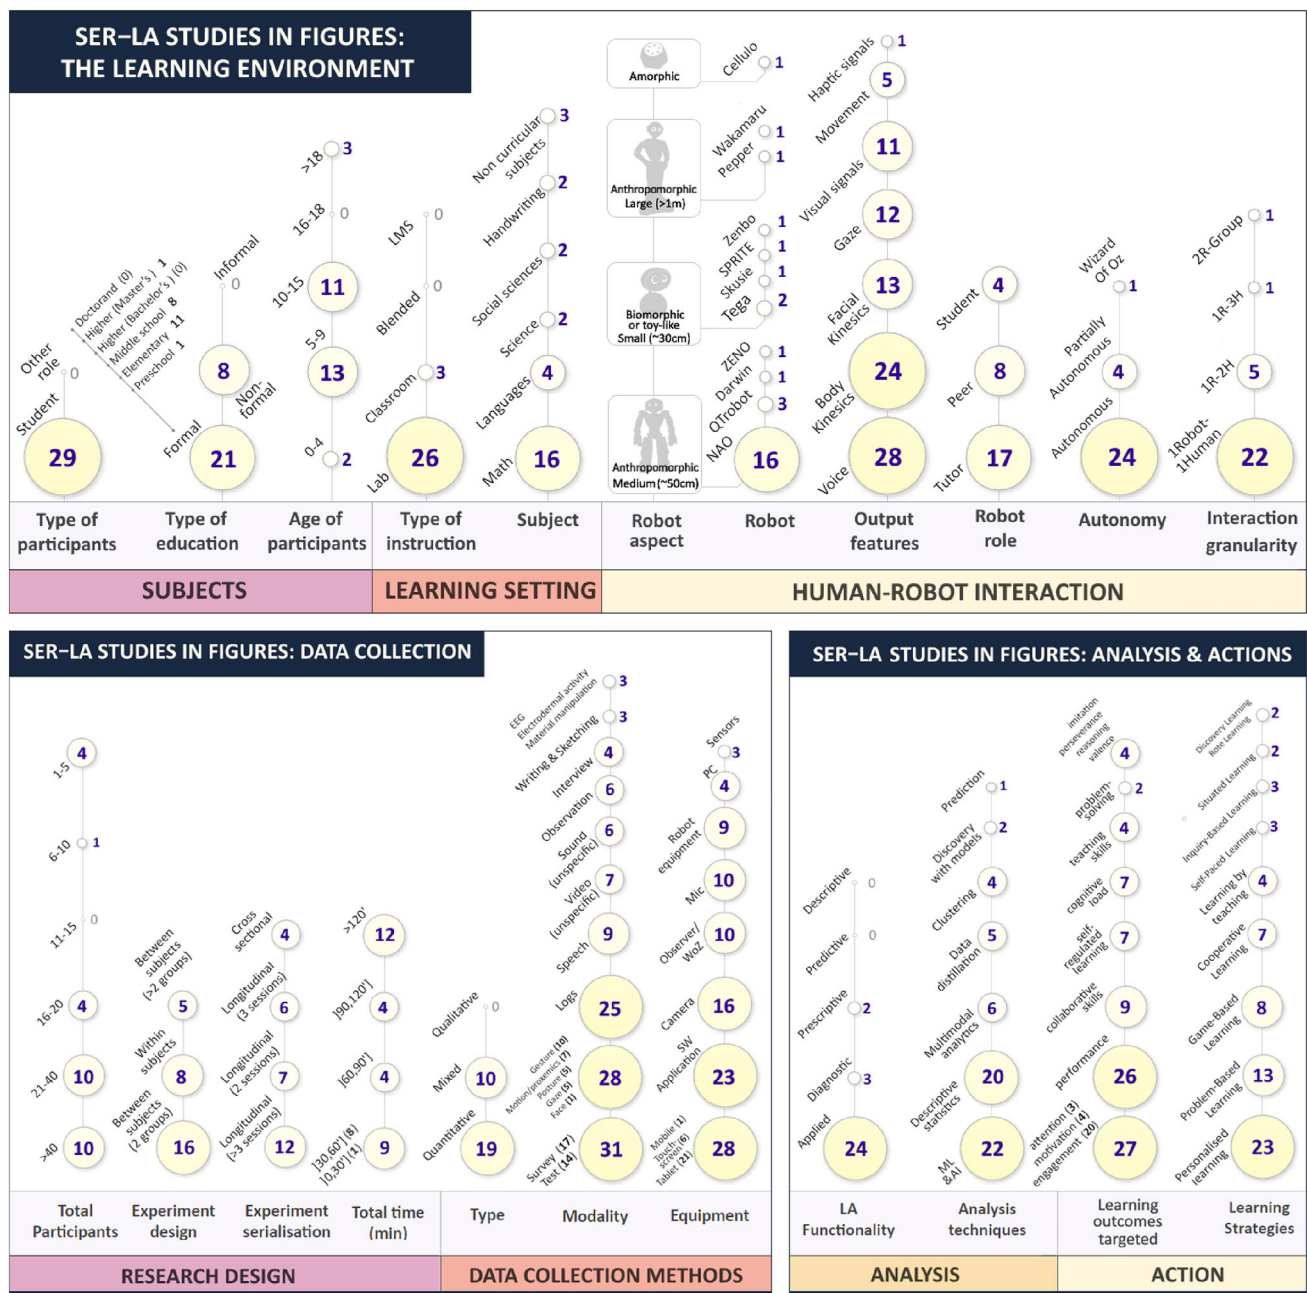 SER–LA STUDIES IN FIGURES:
THE LEARNING ENVIRONMENT
Other
role
0
Student
29
Doctorand (0)
Higher (Master's ) 1
Higher (Bachelor's ) (0)
Middle school 8
Elementary 11
Preschool 1
Informal
0
Non-
formal
8
Formal
21
>18
3
16-18
0
10-15
11
5-9
13
0-4
2
LMS
0
Blended
0
Classroom
3
Lab
26
Non curricular
subjects
3
Handwriting
2
Social sciences
2
Science
2
Languages
4
Math
16
Amorphic
Anthropomorphic
Large (>1m)
Biomorphic
or toy-like
Small (~30cm)
Anthropomorphic
Medium (~50cm)
Cellulo
1
Wakamaru
1
Pepper
1
Zenbo
1
SPRITE
1
Skusie
1
Tega
2
ZENO
1
Darwin
1
QTrobot
3
NAO
16
Haptic signals
1
Movement
5
Visual signals
11
Gaze
12
Facial
Kinesics
13
Body
Kinesics
24
Voice
28
Student
4
Peer
8
Tutor
17
Wizard
Of Oz
1
Partially
Autonomous
4
Autonomous
24
2R-Group
1
1R-3H
1
1R-2H
5
1Robot-
1Human
22
Type of
participants
Type of
education
Age of
participants
Type of
instruction
Subject
Robot
aspect
Robot
Output
features
Robot
role
Autonomy
Interaction
granularity
SUBJECTS
LEARNING SETTING
HUMAN-ROBOT INTERACTION
SER–LA STUDIES IN FIGURES: DATA COLLECTION
1-5
4
6-10
1
11-15
0
16-20
4
21-40
10
>40
10
Between
subjects
(>2 groups)
5
Within
subjects
8
Between
subjects
(2 groups)
16
Cross
sectional
4
Longitudinal
(3 sessions)
6
Longitudinal
(2 sessions)
7
Longitudinal
(>3 sessions)
12
>120'
12
]90,120']
4
]60,90']
4
]30,60'] (8)
]0,30'] (1)
9
Qualitative
0
Mixed
10
Quantitative
19
EEG
Electrodermal activity
Material manipulation
3
Writing & Sketching
3
Interview
4
Observation
6
Sound
(unspecific)
6
Video
(unspecific)
7
Speech
9
Logs
25
Gesture (10)
Motion/proxemics (7)
Posture (5)
Gaze (5)
Face (1)
28
Survey (17)
Test (14)
31
Sensors
3
PC
4
Robot
equipment
9
Mic
10
Observer/
WoZ
10
Camera
16
SW
Application
23
Mobile (1)
Touch-
screen (6)
Tablet (21)
28
Total
Participants
Experiment
design
Experiment
serialisation
Total time
(min)
Type
Modality
Equipment
RESEARCH DESIGN
DATA COLLECTION METHODS
SER–LA STUDIES IN FIGURES: ANALYSIS & ACTIONS
Descriptive
0
Predictive
0
Prescriptive
2
Diagnostic
3
Applied
24
Prediction
1
Discovery
with models
2
Clustering
4
Data
distillation
5
Multimodal
analytics
6
Descriptive
statistics
20
ML
&AI
22
imitation
perseverance
reasoning
valence
4
problem-
solving
2
teaching
skills
4
cognitive
load
7
self-
regulated
learning
7
collaborative
skills
9
performance
26
attention (3)
motivation (4)
engagement (20)
27
Discovery Learning
Rote Learning
2
Situated Learning
2
Inquiry-Based Learning
3
Self-Paced Learning
3
Learning by
teaching
4
Cooperative
Learning
7
Game-Based
Learning
8
Problem-Based
Learning
13
Personalised
learning
23
LA
Functionality
Analysis
techniques
Learning
outcomes
targeted
Learning
Strategies
ANALYSIS
ACTION